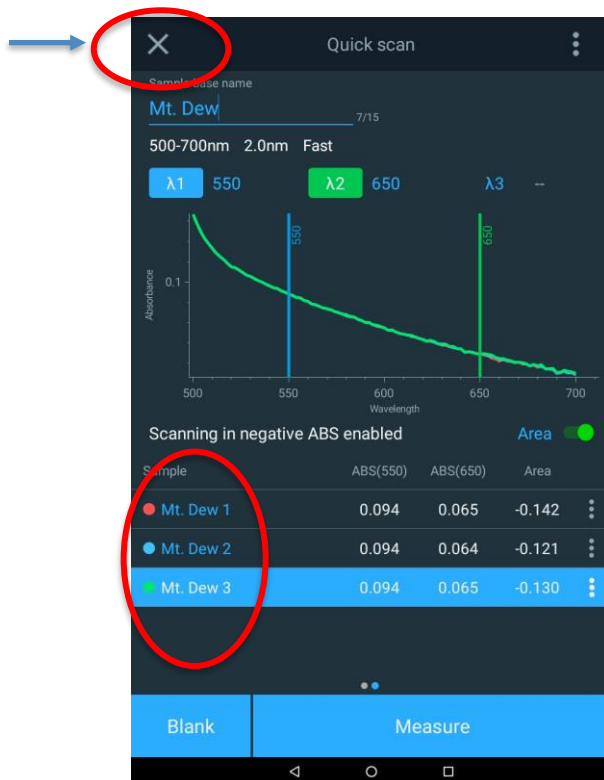 Quick scan
Sample base name
Mt. Dew
7/15
500-700nm 2.0nm Fast
λ1 550 λ2 650 λ3 --
550
650
Absorbance
0.1
500 550 600 650 700
Wavelength
Scanning in negative ABS enabled Area
Sample ABS(550) ABS(650) Area
Mt. Dew 1 0.094 0.065 -0.142
Mt. Dew 2 0.094 0.064 -0.121
Mt. Dew 3 0.094 0.065 -0.130
Blank Measure